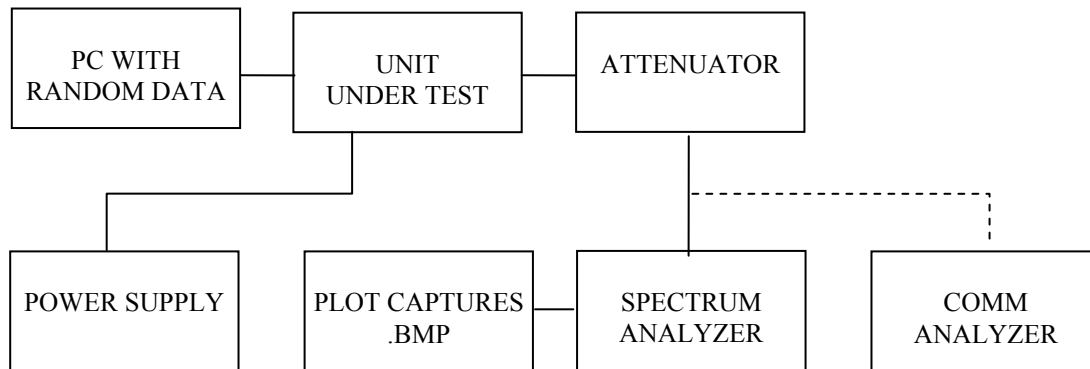 PC WITH
RANDOM DATA
UNIT
UNDER TEST
ATTENUATOR
POWER SUPPLY
PLOT CAPTURES
.BMP
SPECTRUM
ANALYZER
COMM
ANALYZER